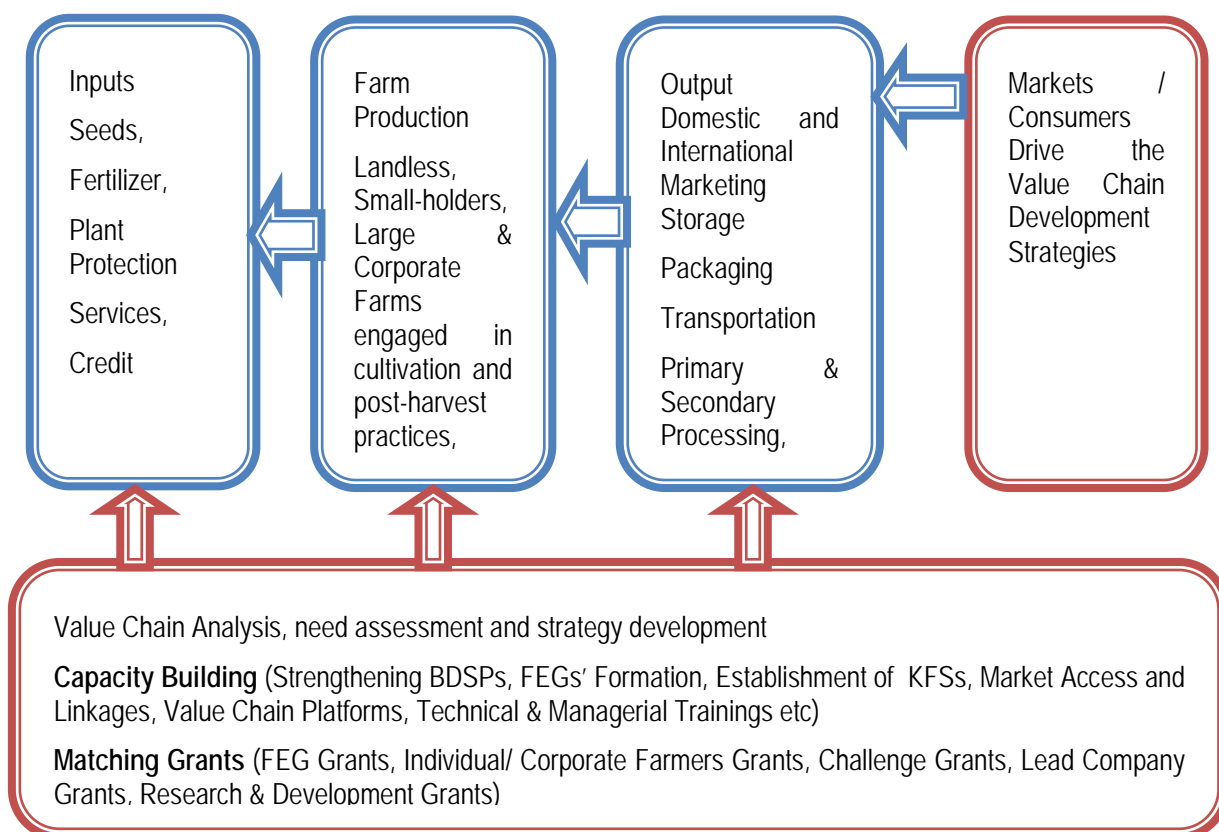 Inputs
Seeds,
Fertilizer,
Plant
Protection
Services,
Credit
Farm
Production
Landless,
Small-holders,
Large &
Corporate
Farms
engaged in
cultivation and
post-harvest
practices,
Output
Domestic and
International
Marketing
Storage
Packaging
Transportation
Primary &
Secondary
Processing,
Markets /
Consumers
Drive the
Value Chain
Development
Strategies
Value Chain Analysis, need assessment and strategy development
Capacity Building (Strengthening BDSPs, FEGs' Formation, Establishment of KFSs, Market Access and
Linkages, Value Chain Platforms, Technical & Managerial Trainings etc)
Matching Grants (FEG Grants, Individual/ Corporate Farmers Grants, Challenge Grants, Lead Company
Grants, Research & Development Grants)